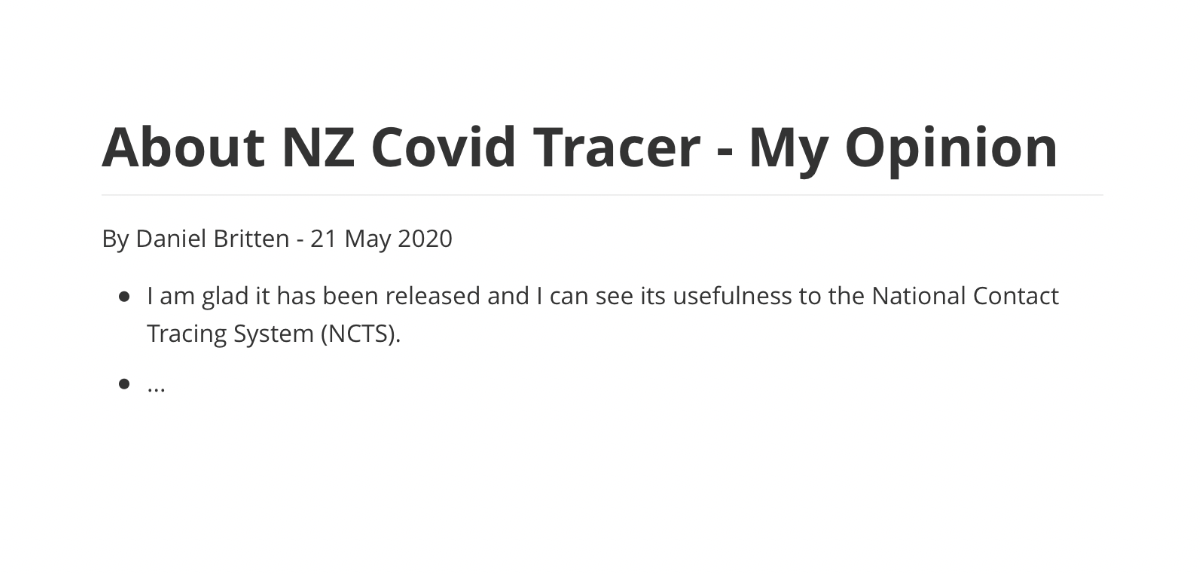 About NZ Covid Tracer - My Opinion
By Daniel Britten - 21 May 2020
• I am glad it has been released and I can see its usefulness to the National Contact
Tracing System (NCTS).
• ...